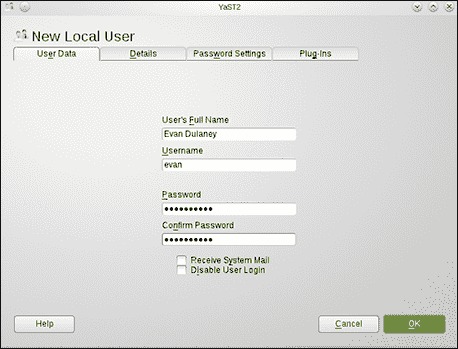 YaST2
New Local User
User Data Details Password Settings Plug-Ins
User's Full Name
Evan Dulaney
Username
evan
Password
••••••••••
Confirm Password
••••••••••
Receive System Mail
Disable User Login
Help Cancel OK